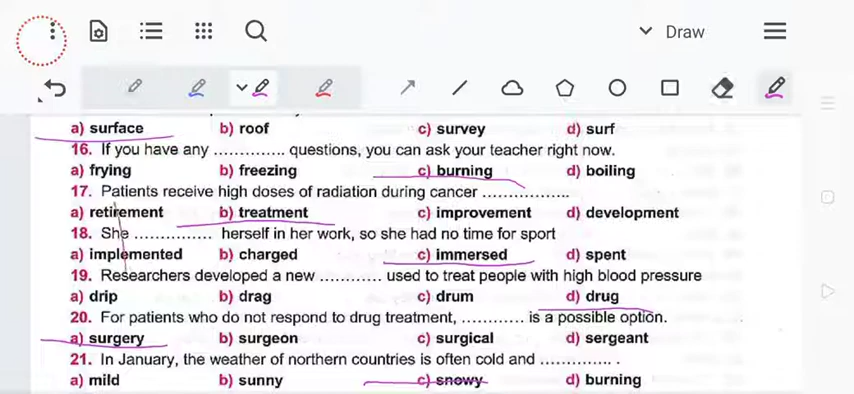 Draw
a) surface b) roof c) survey d) surf
16. If you have any .............. questions, you can ask your teacher right now.
a) frying b) freezing c) burning d) boiling
17. Patients receive high doses of radiation during cancer .................
a) retirement b) treatment c) improvement d) development
18. She ............... herself in her work, so she had no time for sport
a) implemented b) charged c) immersed d) spent
19. Researchers developed a new ............ used to treat people with high blood pressure
a) drip b) drag c) drum d) drug
20. For patients who do not respond to drug treatment, ............ is a possible option.
a) surgery b) surgeon c) surgical d) sergeant
21. In January, the weather of northern countries is often cold and .............. .
a) mild b) sunny c) snowy d) burning